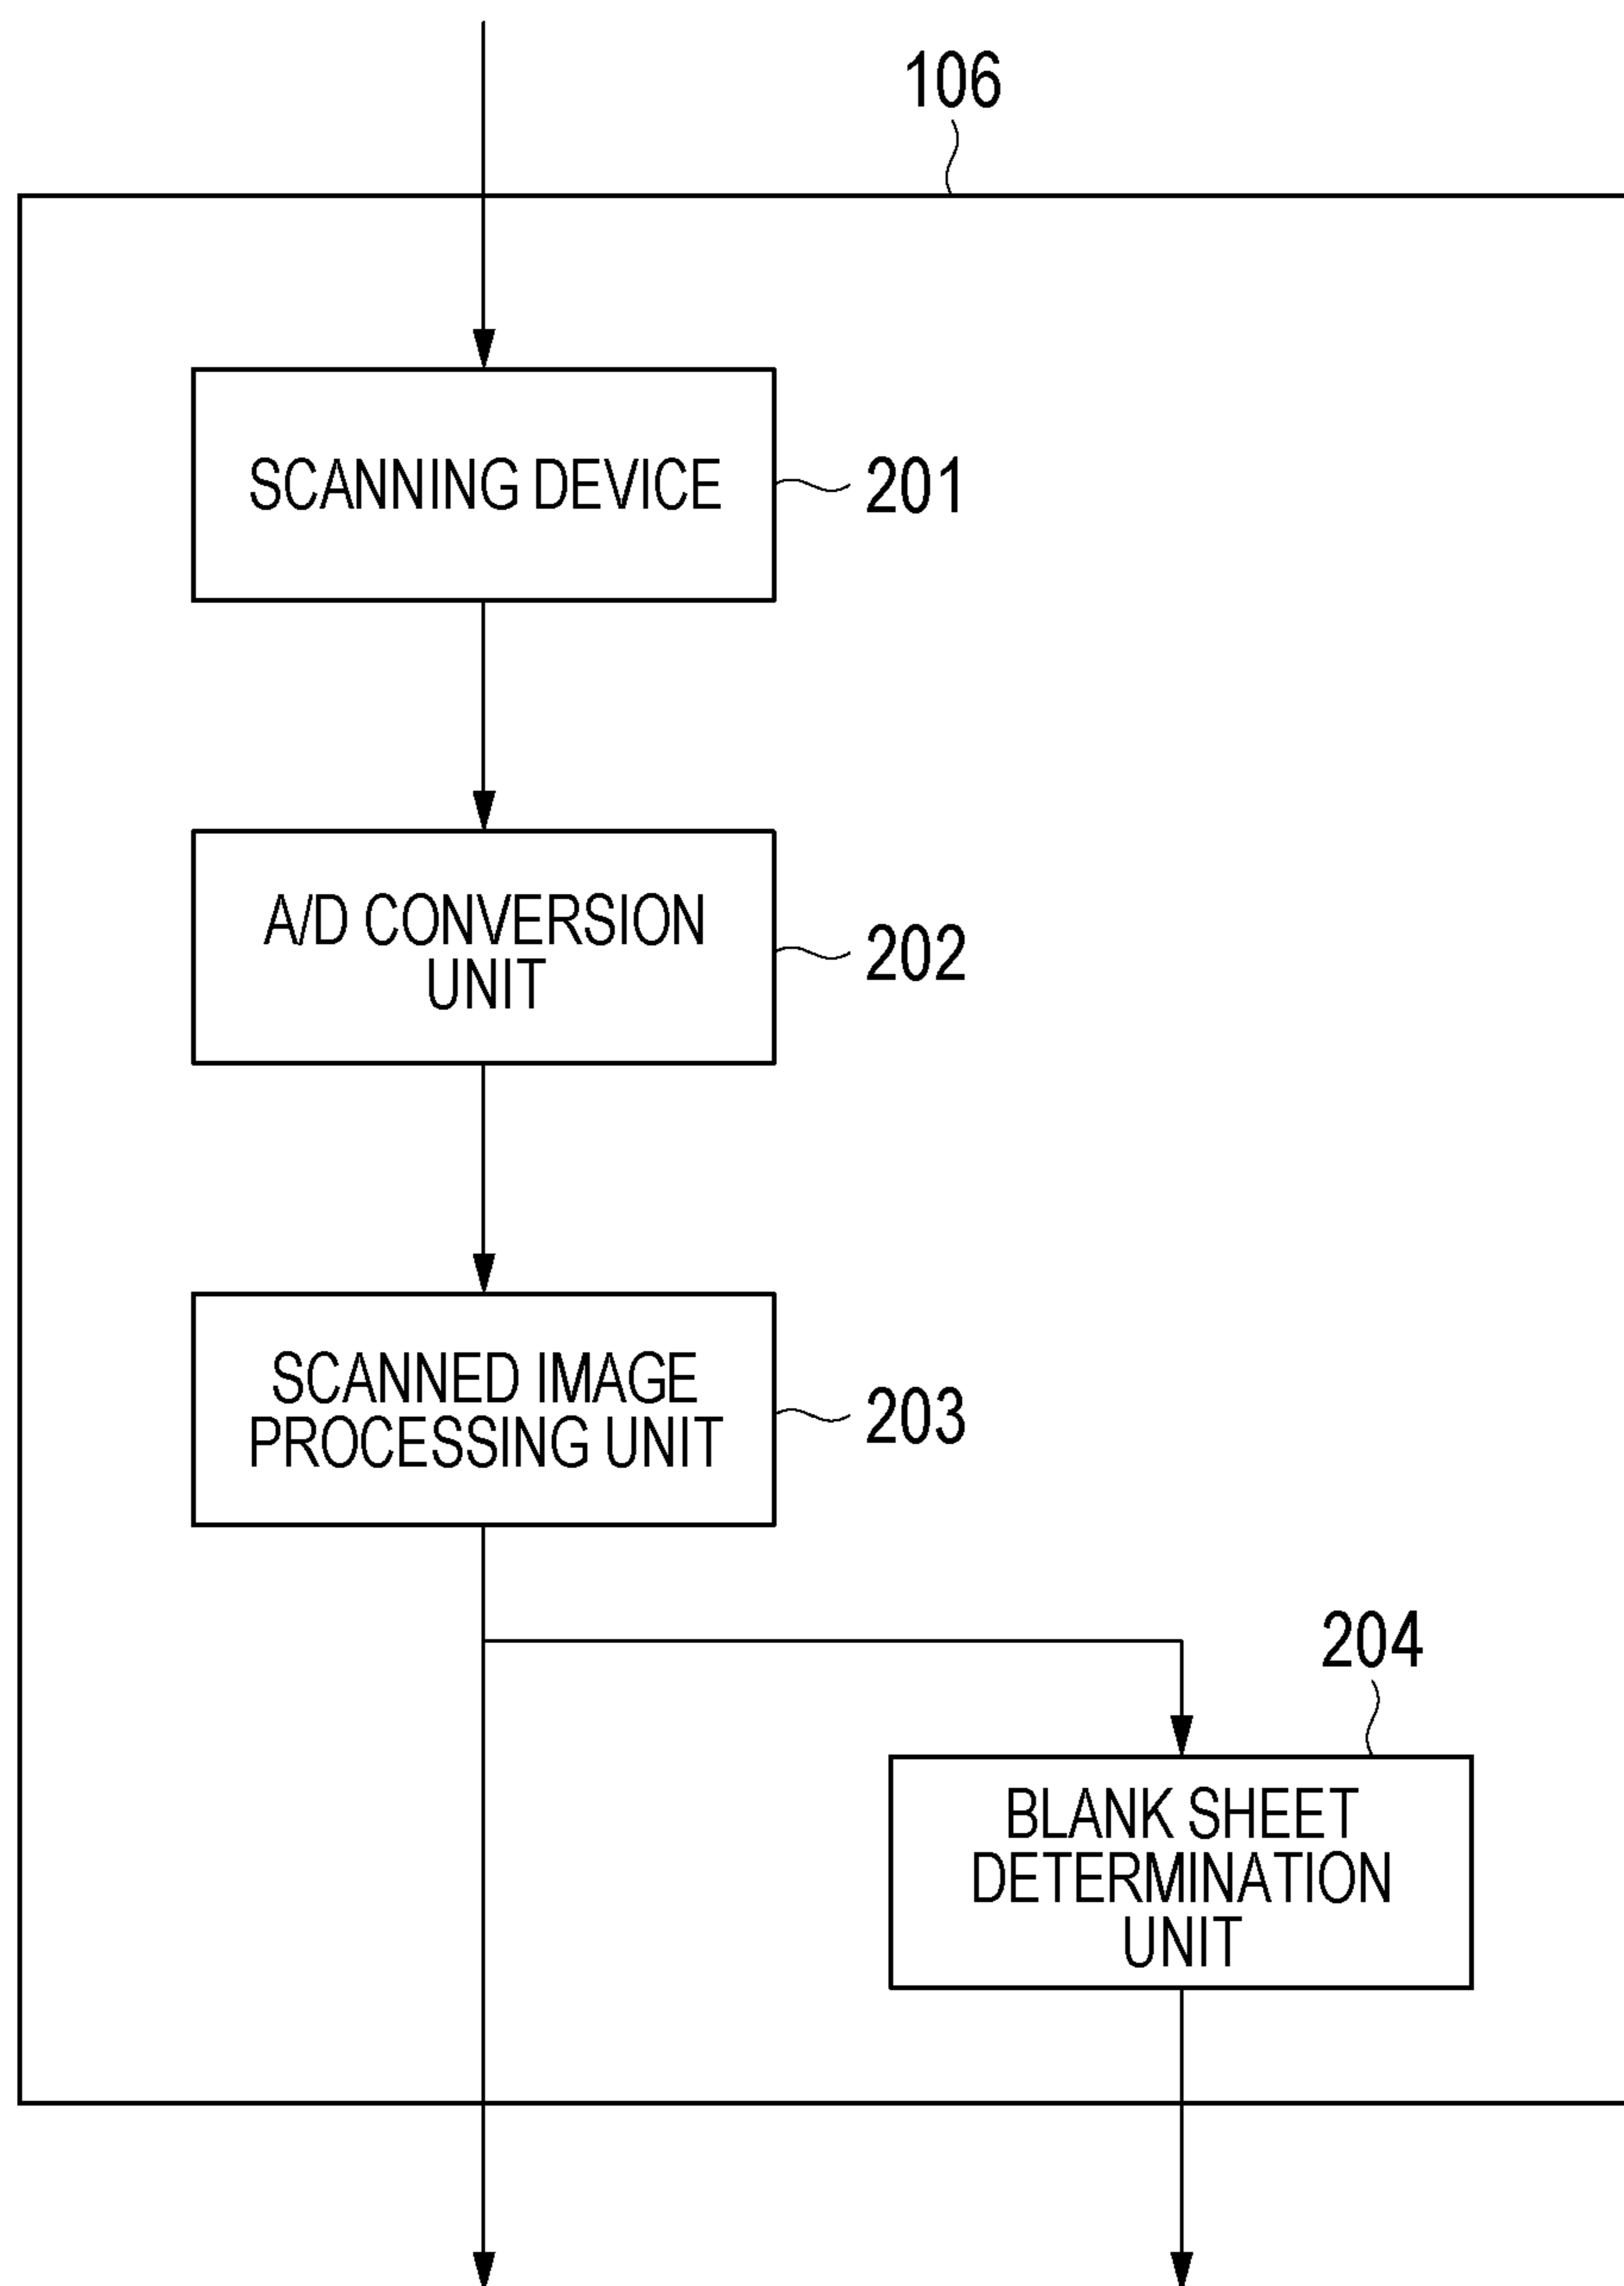 106
SCANNING DEVICE
201
A/D CONVERSION
UNIT
202
SCANNED IMAGE
PROCESSING UNIT
203
204
BLANK SHEET
DETERMINATION
UNIT